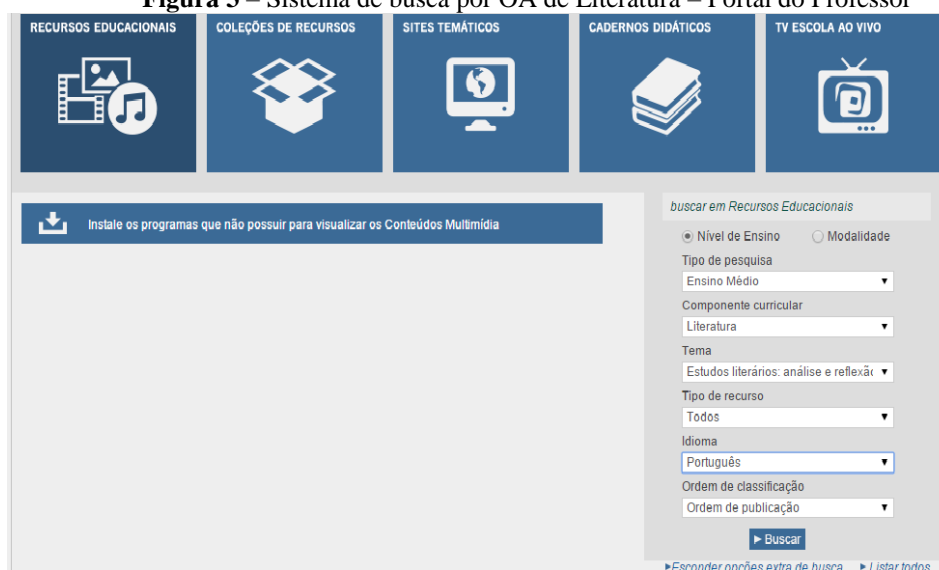 Figura 3 – Sistema de busca por OA de Literatura – Portal do Professor
RECURSOS EDUCACIONAIS
COLEÇÕES DE RECURSOS
SITES TEMÁTICOS
CADERNOS DIDÁTICOS
TV ESCOLA AO VIVO
Instale os programas que não possuir para visualizar os Conteúdos Multimídia
buscar em Recursos Educacionais
Nível de Ensino Modalidade
Tipo de pesquisa
Ensino Médio
Componente curricular
Literatura
Tema
Estudos literários: análise e reflexão
Tipo de recurso
Todos
Idioma
Português
Ordem de classificação
Ordem de publicação
Buscar
Esconder opções extra de busca Listar todos